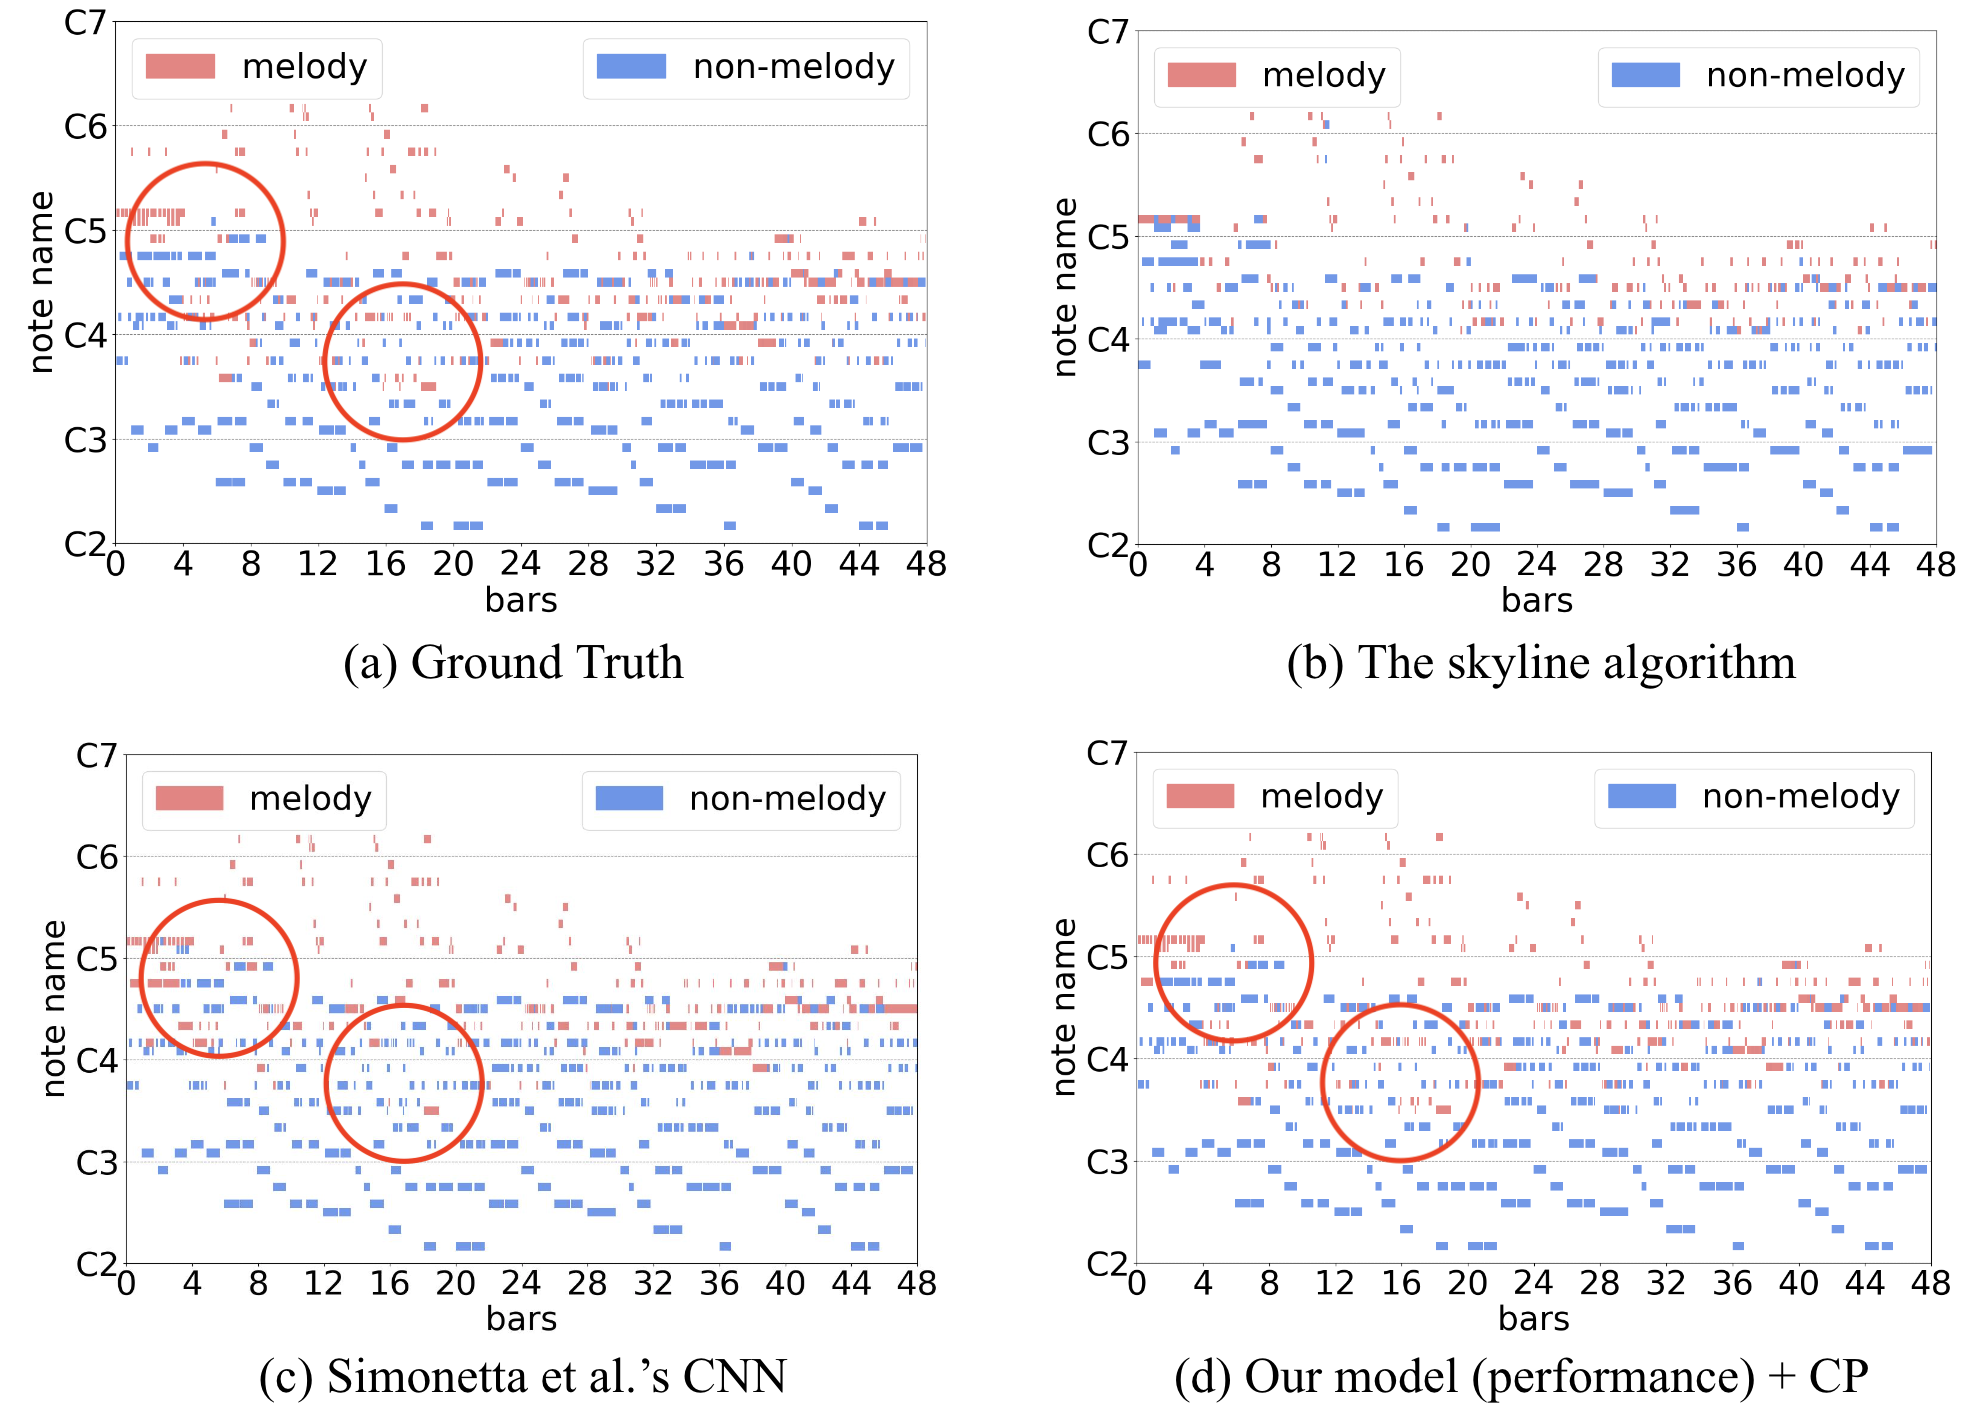 C7
C6
C5
C4
C3
C2
note name
melody
non-melody
0 4 8 12 16 20 24 28 32 36 40 44 48
bars
(a) Ground Truth
C7
C6
C5
C4
C3
C2
note name
melody
non-melody
0 4 8 12 16 20 24 28 32 36 40 44 48
bars
(b) The skyline algorithm
C7
C6
C5
C4
C3
C2
note name
melody
non-melody
0 4 8 12 16 20 24 28 32 36 40 44 48
bars
(c) Simonetta et al.’s CNN
C7
C6
C5
C4
C3
C2
note name
melody
non-melody
0 4 8 12 16 20 24 28 32 36 40 44 48
bars
(d) Our model (performance) + CP